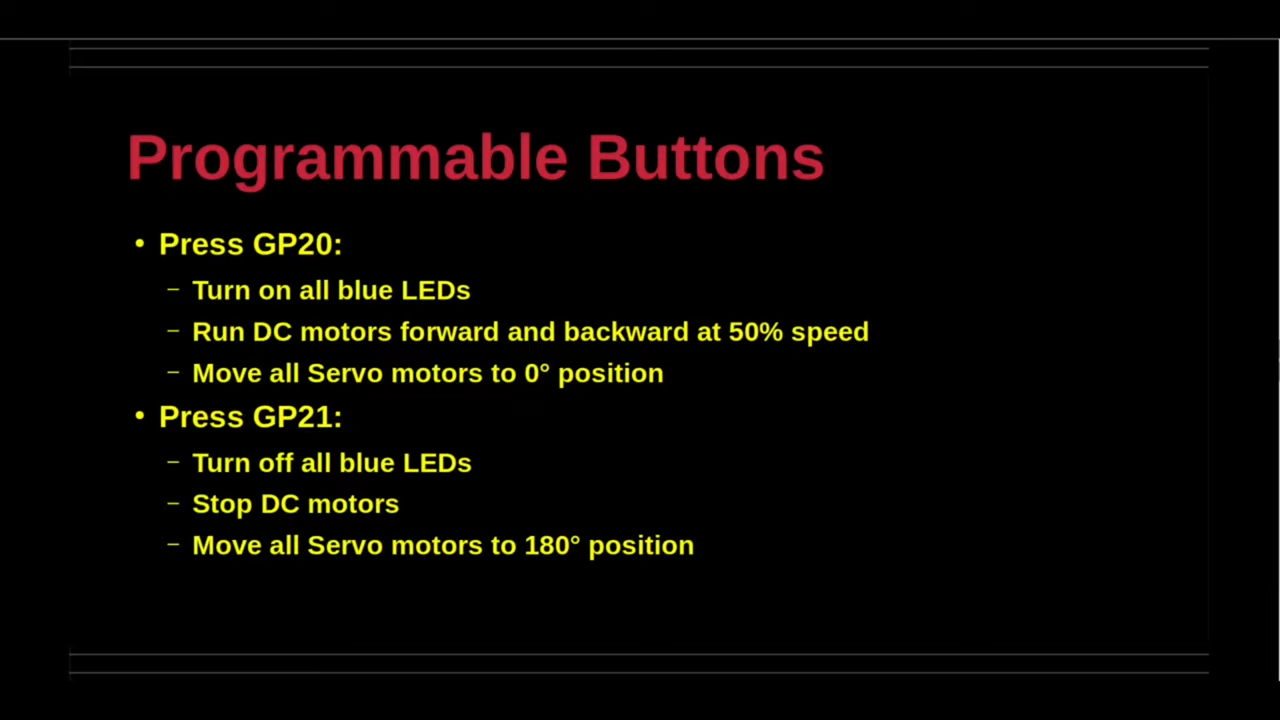 Programmable Buttons
• Press GP20:
– Turn on all blue LEDs
– Run DC motors forward and backward at 50% speed
– Move all Servo motors to 0° position
• Press GP21:
– Turn off all blue LEDs
– Stop DC motors
– Move all Servo motors to 180° position